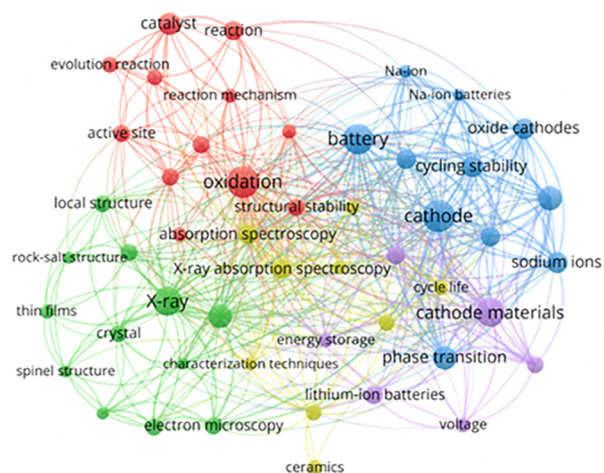 catalyst
reaction
evolution reaction
Na-ion
reaction mechanism
Na-ion batteries
active site
battery
oxide cathodes
cycling stability
oxidation
local structure
structural stability
cathode
absorption spectroscopy
rock-salt structure
X-ray absorption spectroscopy
sodium ions
cycle life
X-ray
thin films
cathode materials
crystal
energy storage
phase transition
spinel structure
characterization techniques
lithium-ion batteries
electron microscopy
voltage
ceramics